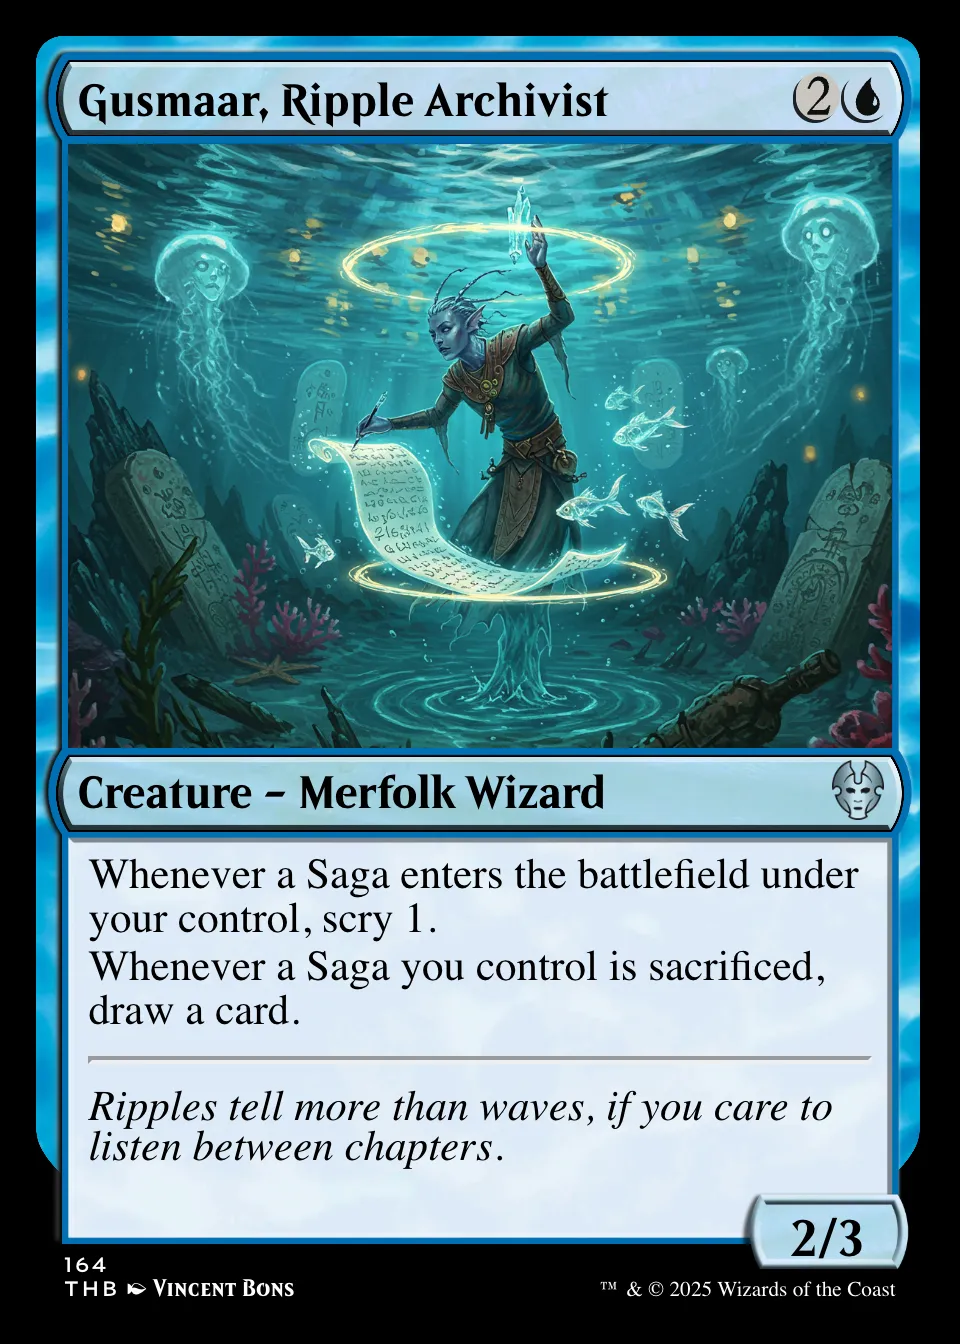 Gusmaar, Ripple Archivist
2
Creature – Merfolk Wizard
Whenever a Saga enters the battlefield under
your control, scry 1.
Whenever a Saga you control is sacrificed,
draw a card.
Ripples tell more than waves, if you care to
listen between chapters.
2/3
164
THB Vincent Bons
™ & © 2025 Wizards of the Coast